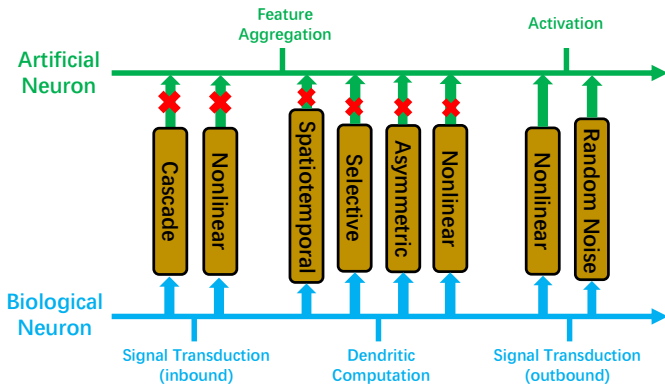 Feature
Aggregation
Activation
Artificial
Neuron
Cascade
Nonlinear
Spatiotemporal
Selective
Asymmetric
Nonlinear
Nonlinear
Random Noise
Biological
Neuron
Signal Transduction
(inbound)
Dendritic
Computation
Signal Transduction
(outbound)